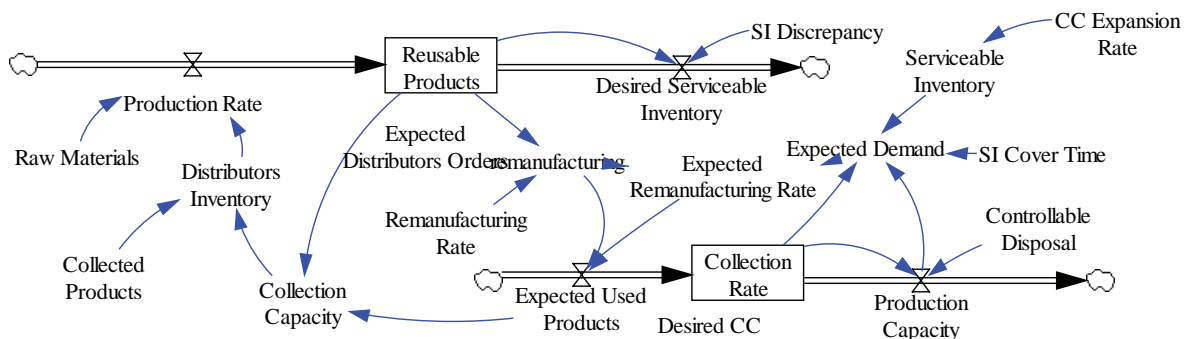 CC Expansion
Rate
SI Discrepancy
Reusable
Products
Serviceable
Inventory
Desired Serviceable
Inventory
Production Rate
Raw Materials
Expected
Distributors Orders
remanufacturing
Expected
Remanufacturing Rate
Expected Demand
SI Cover Time
Distributors
Inventory
Remanufacturing
Rate
Controllable
Disposal
Collected
Products
Collection
Rate
Collection
Capacity
Expected Used
Products
Desired CC
Production
Capacity